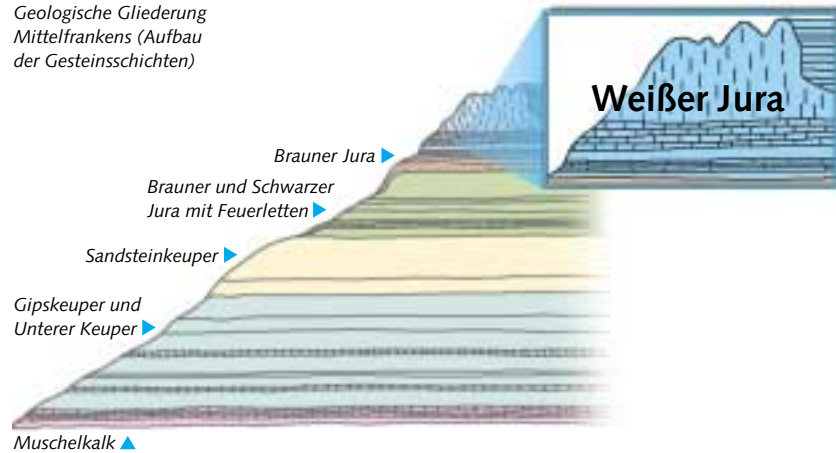 Geologische Gliederung
Mittelfrankens (Aufbau
der Gesteinsschichten)
Weißer Jura
Brauner Jura
Brauner und Schwarzer
Jura mit Feuerletten
Sandsteinkeuper
Gipskeuper und
Unterer Keuper
Muschelkalk